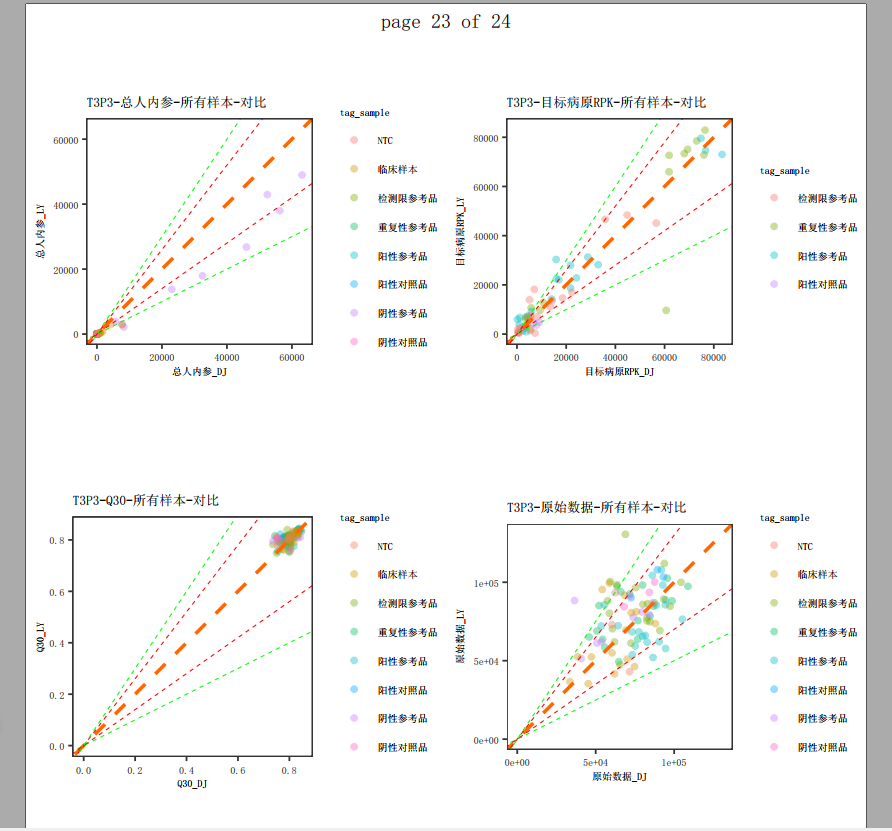 page 23 of 24
T3P3-总人内参-所有样本-对比
总人内参_LY
60000
40000
20000
0
0
20000
40000
60000
总人内参_DJ
tag_sample
NTC
临床样本
检测限参考品
重复性参考品
阳性参考品
阳性对照品
阴性参考品
阴性对照品
T3P3-目标病原RPK-所有样本-对比
目标病原RPK_LY
80000
60000
40000
20000
0
0
20000
40000
60000
80000
目标病原RPK_DJ
tag_sample
检测限参考品
重复性参考品
阳性参考品
阳性对照品
T3P3-Q30-所有样本-对比
Q30_LY
0.8
0.6
0.4
0.2
0.0
0.0
0.2
0.4
0.6
0.8
Q30_DJ
tag_sample
NTC
临床样本
检测限参考品
重复性参考品
阳性参考品
阳性对照品
阴性参考品
阴性对照品
T3P3-原始数据-所有样本-对比
原始数据_LY
1e+05
5e+04
0e+00
0e+00
5e+04
1e+05
原始数据_DJ
tag_sample
NTC
临床样本
检测限参考品
重复性参考品
阳性参考品
阳性对照品
阴性参考品
阴性对照品